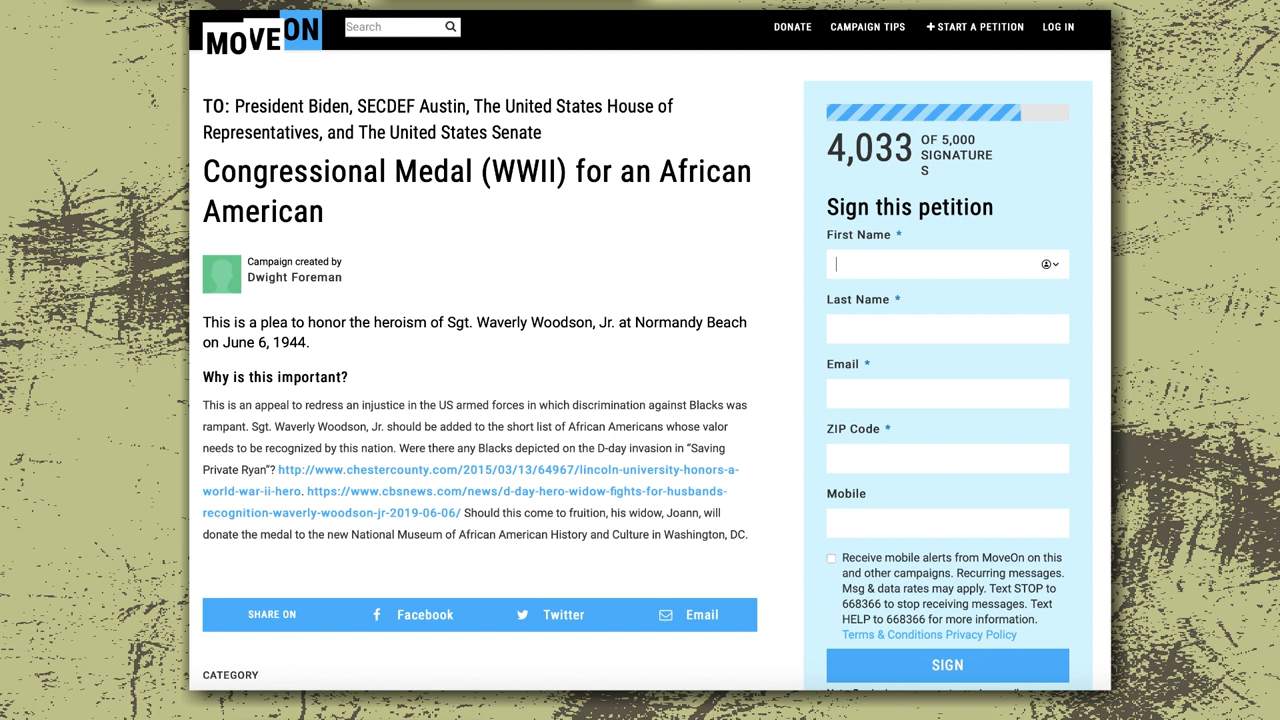 MOVEON
Search
DONATE
CAMPAIGN TIPS
+ START A PETITION
LOG IN
TO: President Biden, SECDEF Austin, The United States House of
Representatives, and The United States Senate
Congressional Medal (WWII) for an African
American
Campaign created by
Dwight Foreman
This is a plea to honor the heroism of Sgt. Waverly Woodson, Jr. at Normandy Beach
on June 6, 1944.
Why is this important?
This is an appeal to redress an injustice in the US armed forces in which discrimination against Blacks was
rampant. Sgt. Waverly Woodson, Jr. should be added to the short list of African Americans whose valor
needs to be recognized by this nation. Were there any Blacks depicted on the D-day invasion in “Saving
Private Ryan”? http://www.chestercounty.com/2015/03/13/64967/lincoln-university-honors-a-
world-war-ii-hero. https://www.cbsnews.com/news/d-day-hero-widow-fights-for-husbands-
recognition-waverly-woodson-jr-2019-06-06/ Should this come to fruition, his widow, Joann, will
donate the medal to the new National Museum of African American History and Culture in Washington, DC.
SHARE ON
Facebook
Twitter
Email
CATEGORY
4,033
OF 5,000
SIGNATURE
S
Sign this petition
First Name *
Last Name *
Email *
ZIP Code *
Mobile
Receive mobile alerts from MoveOn on this
and other campaigns. Recurring messages.
Msg & data rates may apply. Text STOP to
668366 to stop receiving messages. Text
HELP to 668366 for more information.
Terms & Conditions Privacy Policy
SIGN